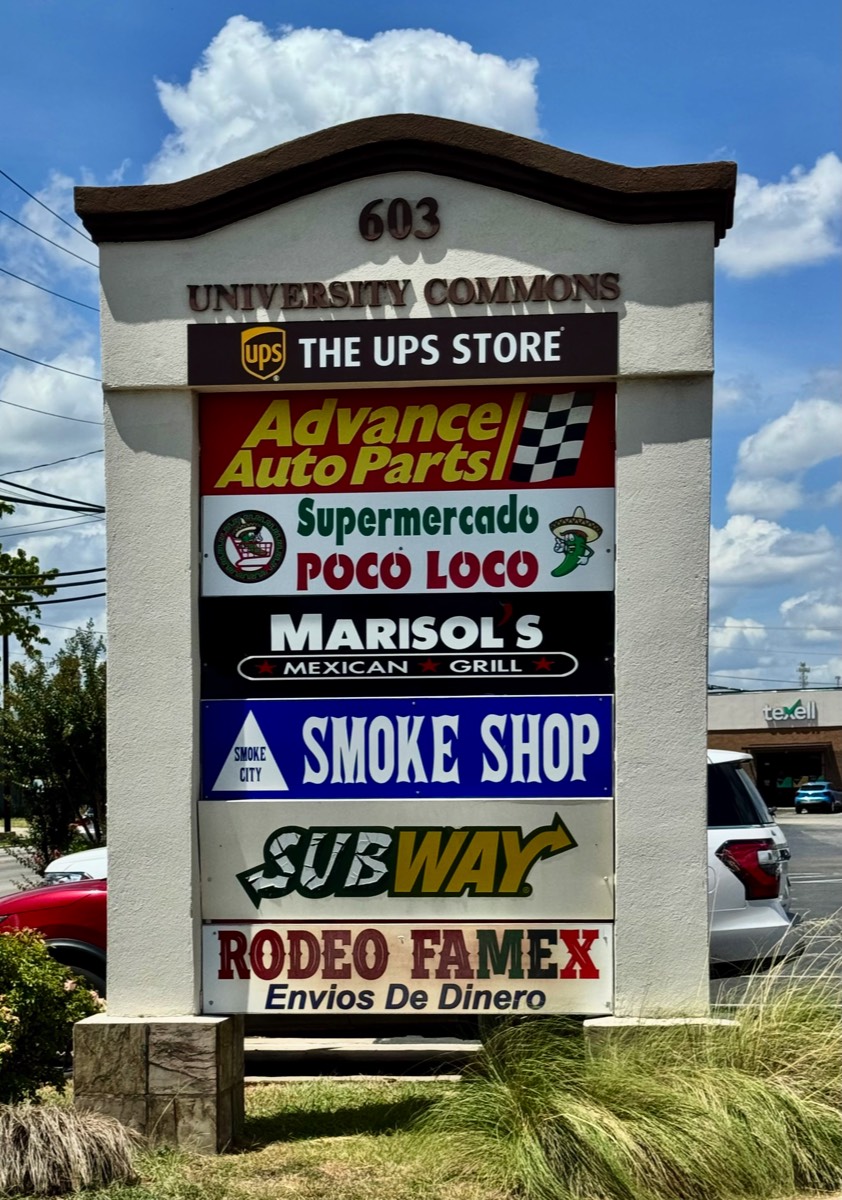 603
UNIVERSITY COMMONS
ups THE UPS STORE
Advance
Auto Parts
Supermercado
POCO LOCO
MARISOL'S
MEXICAN GRILL
SMOKE CITY
SMOKE SHOP
SUBWAY
RODEO FAMEX
Envios De Dinero
texell